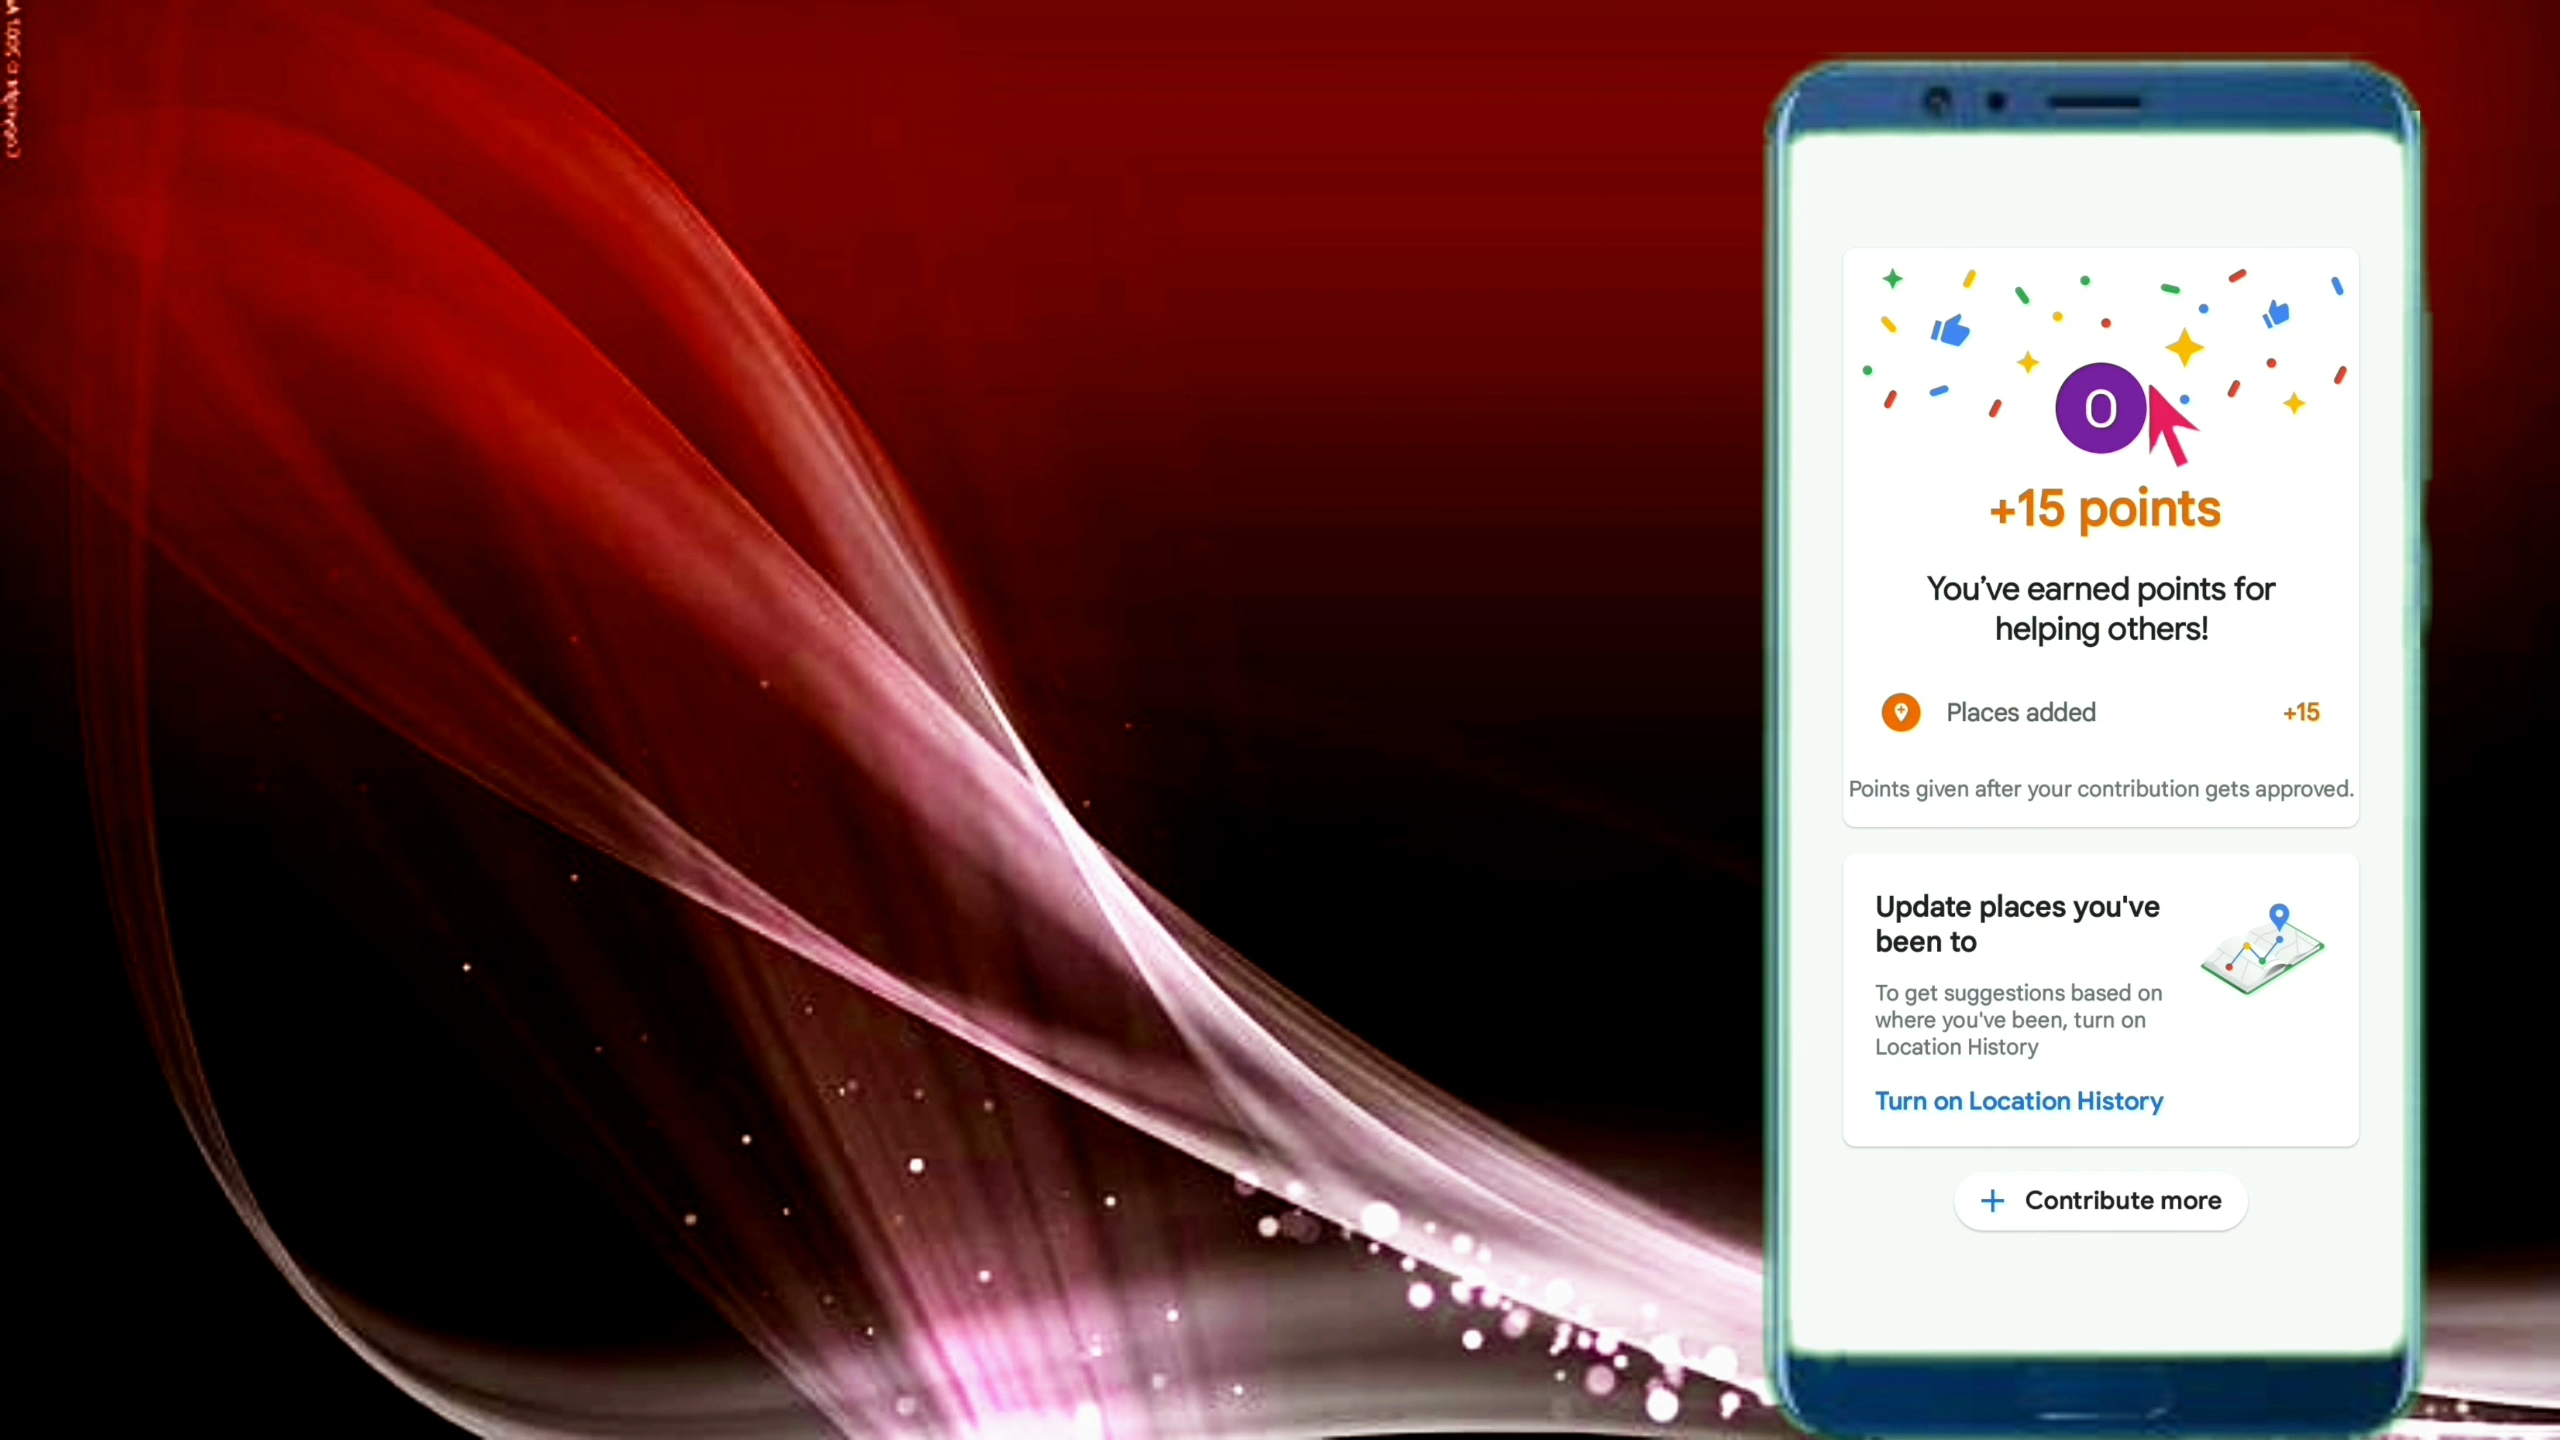 O
+15 points
You've earned points for
helping others!
Places added
+15
Points given after your contribution gets approved.
Update places you've
been to
To get suggestions based on
where you've been, turn on
Location History
Turn on Location History
+ Contribute more